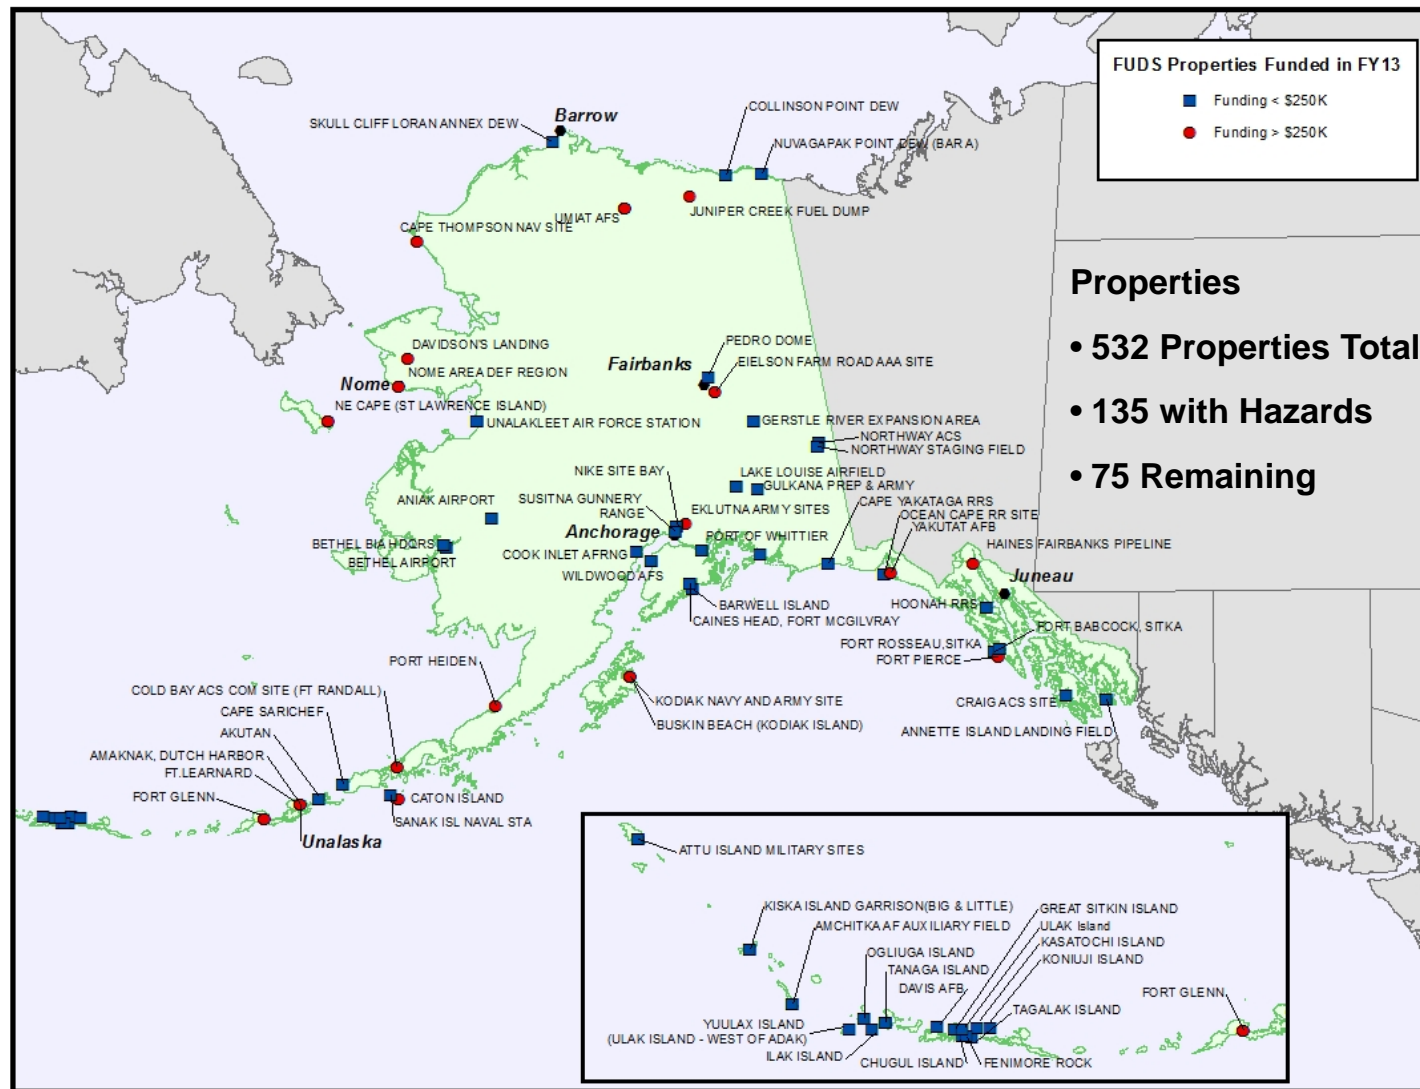 FUDS Properties Funded in FY13
Funding < $250K
Funding > $250K
Properties
• 532 Properties Total
• 135 with Hazards
• 75 Remaining
Barrow
SKULL CLIFF LORAN ANNEX DEW
COLLINSON POINT DEW
NUVAGAPAK POINT DEW (BAR A)
UMIAT AFS
JUNIPER CREEK FUEL DUMP
CAPE THOMPSON NAV SITE
DAVIDSON'S LANDING
NOME AREA DEF REGION
Nome
NE CAPE (ST LAWRENCE ISLAND)
UNALAKLEET AIR FORCE STATION
PEDRO DOME
Fairbanks
EIELSON FARM ROAD AAA SITE
GERSTLE RIVER EXPANSION AREA
NORTHWAY ACS
NORTHWAY STAGING FIELD
NIKE SITE BAY
LAKE LOUISE AIRFIELD
GULKANA PREP & ARMY
SUSITNA GUNNERY
RANGE
EKLUTNA ARMY SITES
CAPE YAKATAGA RRS
OCEAN CAPE RR SITE
YAKUTAT AFB
ANIAK AIRPORT
Anchorage
PORT OF WHITTIER
BETHEL BIA HDQRS
BETHEL AIRPORT
COOK INLET AFRNG
WILDWOOD AFS
BARWELL ISLAND
CAINES HEAD, FORT MCGILVRAY
HAINES FAIRBANKS PIPELINE
Juneau
HOONAH RRS
FORT BABCOCK, SITKA
FORT ROSSEAU,SITKA
FORT PIERCE
CRAIG ACS SITE
ANNETTE ISLAND LANDING FIELD
PORT HEIDEN
KODIAK NAVY AND ARMY SITE
BUSKIN BEACH (KODIAK ISLAND)
COLD BAY ACS COM SITE (FT RANDALL)
CAPE SARICHEF
AKUTAN
AMAKNAK, DUTCH HARBOR
FT.LEARNARD
FORT GLENN
CATON ISLAND
SANAK ISL NAVAL STA
Unalaska
ATTU ISLAND MILITARY SITES
KISKA ISLAND GARRISON(BIG & LITTLE)
AMCHITKA AF AUXILIARY FIELD
OGLIUGA ISLAND
TANAGA ISLAND
DAVIS AFB
GREAT SITKIN ISLAND
ULAK Island
KASATOCHI ISLAND
KONIUJI ISLAND
TAGALAK ISLAND
FORT GLENN
YUULAX ISLAND
(ULAK ISLAND - WEST OF ADAK)
ILAK ISLAND
CHUGUL ISLAND
FENIMORE ROCK